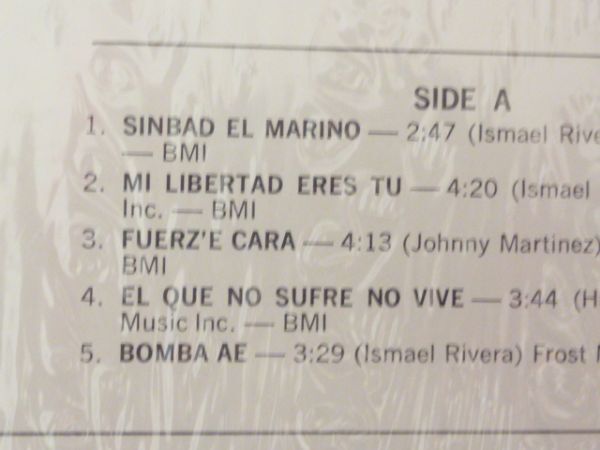 SIDE A
1. SINBAD EL MARINO — 2:47 (Ismael Rive
— BMI
2. MI LIBERTAD ERES TU — 4:20 (Ismael
Inc. — BMI
3. FUERZ'E CARA — 4:13 (Johnny Martinez)
BMI
4. EL QUE NO SUFRE NO VIVE — 3:44 (H
Music Inc. — BMI
5. BOMBA AE — 3:29 (Ismael Rivera) Frost